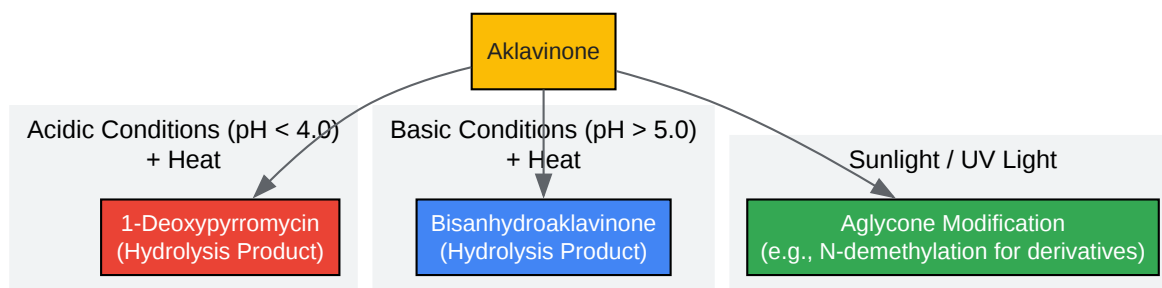 Aklavinone
Acidic Conditions (pH < 4.0)
+ Heat
Basic Conditions (pH > 5.0)
+ Heat
Sunlight / UV Light
1-Deoxypyrromycin
(Hydrolysis Product)
Bisanhydroaklavinone
(Hydrolysis Product)
Aglycone Modification
(e.g., N-demethylation for derivatives)